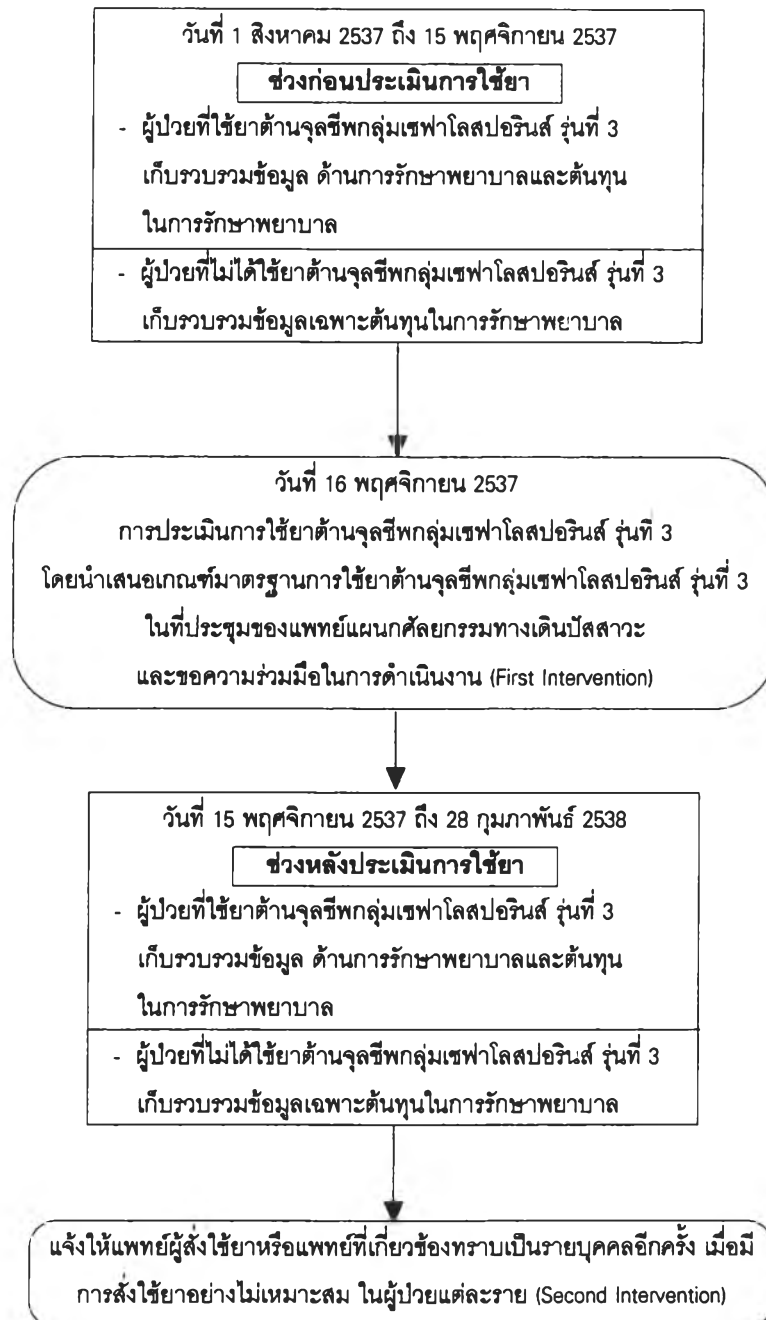 วันที่ 1 สิงหาคม 2537 ถึง 15 พฤศจิกายน 2537
ช่วงก่อนประเมินการใช้ยา
- ผู้ป่วยที่ใช้ยาต้านจุลชีพกลุ่มเซฟาโลสปอรินส์ รุ่นที่ 3
เก็บรวบรวมข้อมูล ด้านการรักษาพยาบาลและต้นทุน
ในการรักษาพยาบาล
- ผู้ป่วยที่ไม่ได้ใช้ยาต้านจุลชีพกลุ่มเซฟาโลสปอรินส์ รุ่นที่ 3
เก็บรวบรวมข้อมูลเฉพาะต้นทุนในการรักษาพยาบาล
วันที่ 16 พฤศจิกายน 2537
การประเมินการใช้ยาต้านจุลชีพกลุ่มเซฟาโลสปอรินส์ รุ่นที่ 3
โดยนำเสนอเกณฑ์มาตรฐานการใช้ยาต้านจุลชีพกลุ่มเซฟาโลสปอรินส์ รุ่นที่ 3
ในที่ประชุมของแพทย์แผนกศัลยกรรมทางเดินปัสสาวะ
และขอความร่วมมือในการดำเนินงาน (First Intervention)
วันที่ 15 พฤศจิกายน 2537 ถึง 28 กุมภาพันธ์ 2538
ช่วงหลังประเมินการใช้ยา
- ผู้ป่วยที่ใช้ยาต้านจุลชีพกลุ่มเซฟาโลสปอรินส์ รุ่นที่ 3
เก็บรวบรวมข้อมูล ด้านการรักษาพยาบาลและต้นทุน
ในการรักษาพยาบาล
- ผู้ป่วยที่ไม่ได้ใช้ยาต้านจุลชีพกลุ่มเซฟาโลสปอรินส์ รุ่นที่ 3
เก็บรวบรวมข้อมูลเฉพาะต้นทุนในการรักษาพยาบาล
แจ้งให้แพทย์ผู้สั่งใช้ยาหรือแพทย์ที่เกี่ยวข้องทราบเป็นรายบุคคลอีกครั้ง เมื่อมี
การสั่งใช้ยาอย่างไม่เหมาะสม ในผู้ป่วยแต่ละราย (Second Intervention)